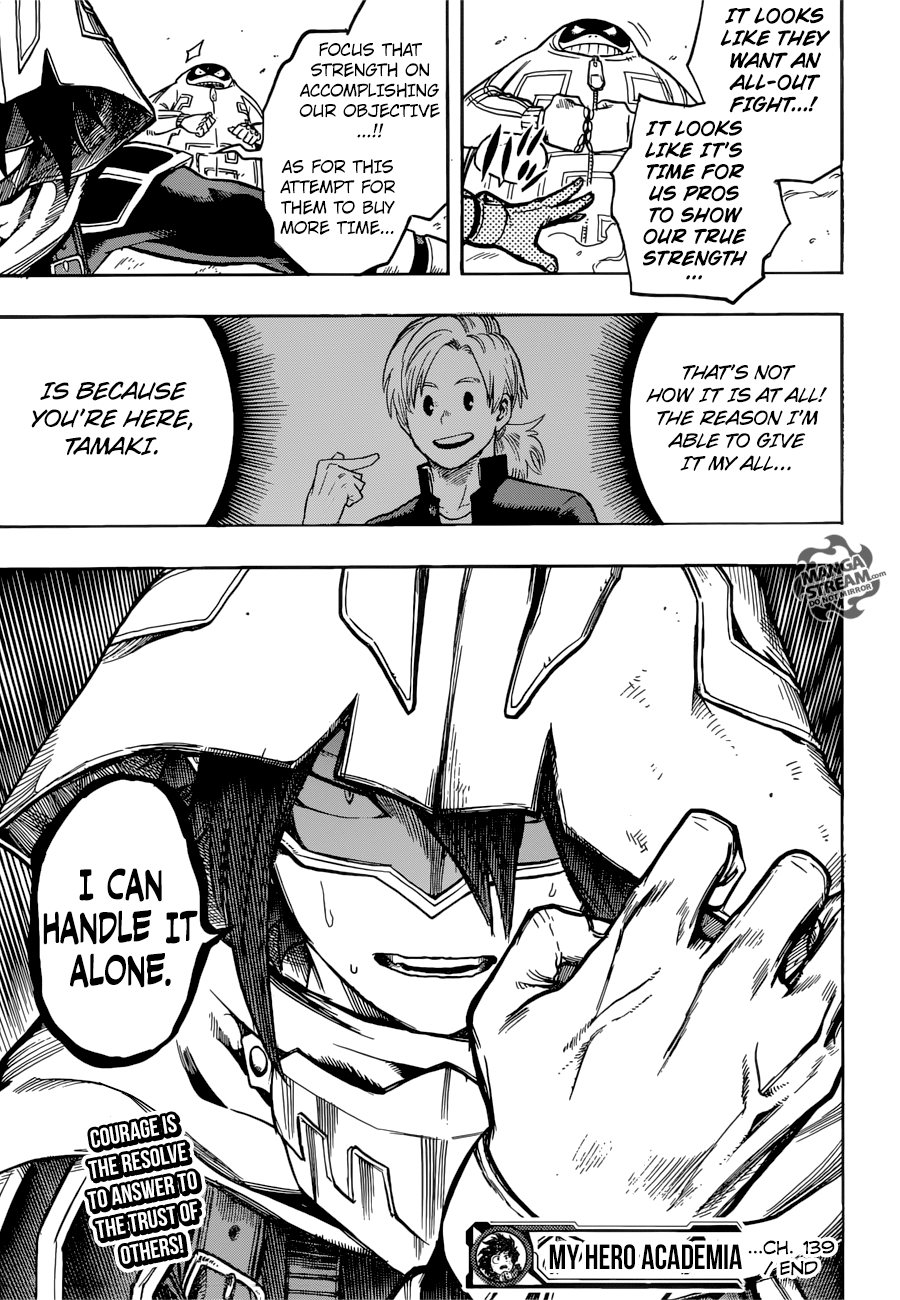 IT LOOKS
LIKE THEY
WANT AN
ALL-OUT
FIGHT...!
IT LOOKS
LIKE IT'S
TIME FOR
US PROS
TO SHOW
OUR TRUE
STRENGTH
...
FOCUS THAT
STRENGTH ON
ACCOMPLISHING
OUR OBJECTIVE
...!!
AS FOR THIS
ATTEMPT FOR
THEM TO BUY
MORE TIME...
THAT'S NOT
HOW IT IS AT ALL!
THE REASON I'M
ABLE TO GIVE
IT MY ALL...
IS BECAUSE
YOU'RE HERE,
TAMAKI.
MANGA
STREAM.com
DO NOT MIRROR
I CAN
HANDLE IT
ALONE.
COURAGE IS
THE RESOLVE
TO ANSWER TO
THE TRUST OF
OTHERS!
MY HERO ACADEMIA
...CH. 139
/ END